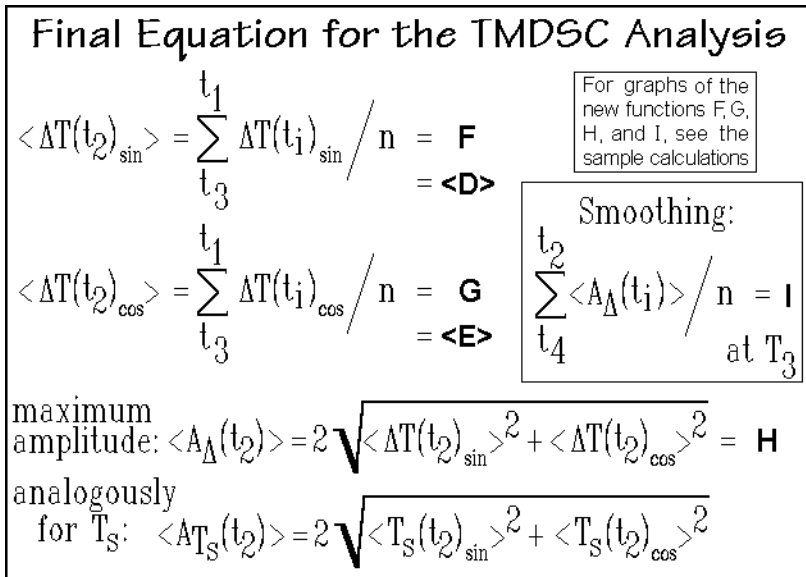 Final Equation for the TMDSC Analysis
For graphs of the
new functions F, G,
H, and I, see the
sample calculations
t1
<ΔT(t2)sin> = ∑ ΔT(ti)sin / n = F
t3
= <D>
t1
<ΔT(t2)cos> = ∑ ΔT(ti)cos / n = G
t3
= <E>
Smoothing:
t2
∑ <AΔ(ti)> / n = I
t4
at T3
maximum
amplitude: <AΔ(t2)> = 2 √<ΔT(t2)sin>2 + <ΔT(t2)cos>2 = H
analogously
for TS: <ATS(t2)> = 2 √<TS(t2)sin>2 + <TS(t2)cos>2